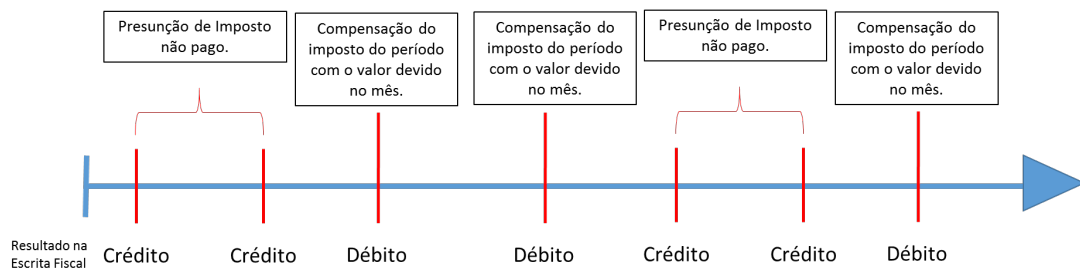 Presunção de Imposto
não pago.
Compensação do
imposto do período
com o valor devido
no mês.
Compensação do
imposto do período
com o valor devido
no mês.
Presunção de Imposto
não pago.
Compensação do
imposto do período
com o valor devido
no mês.
Resultado na
Escrita Fiscal
Crédito
Crédito
Débito
Débito
Crédito
Crédito
Débito